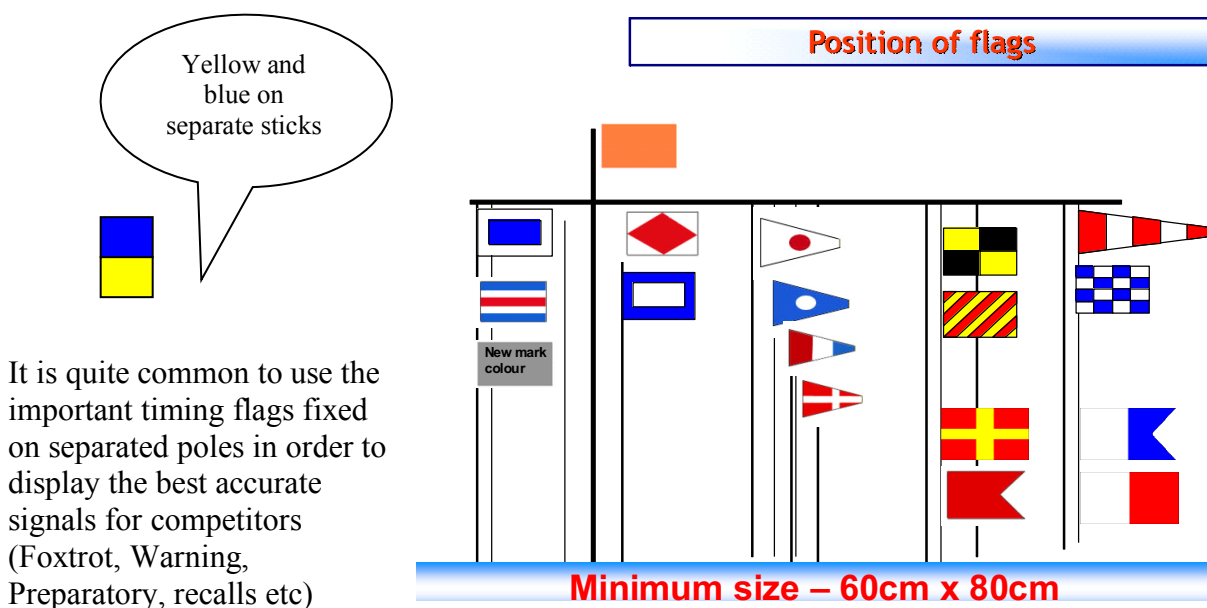 Yellow and
blue on
separate sticks
It is quite common to use the
important timing flags fixed
on separated poles in order to
display the best accurate
signals for competitors
(Foxtrot, Warning,
Preparatory, recalls etc)
Position of flags
New mark
colour
Minimum size – 60cm x 80cm